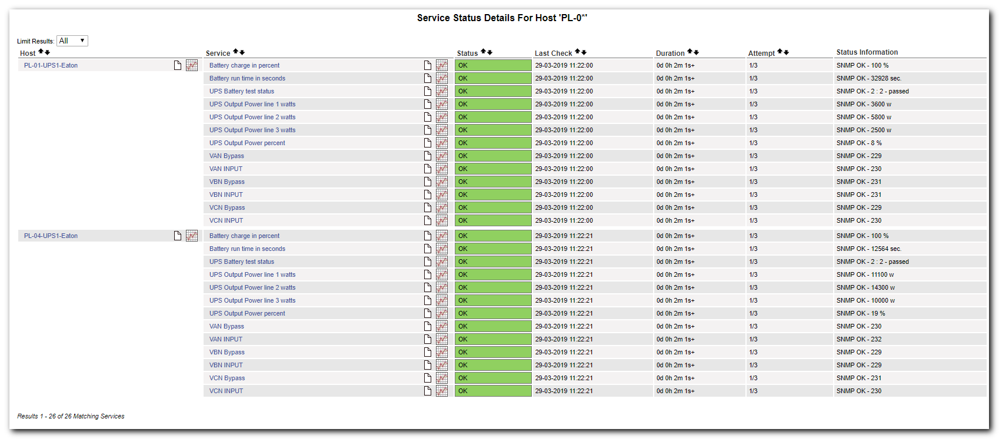 Service Status Details For Host 'PL-0*'
Limit Results: All
Host Service Status Last Check Duration Attempt Status Information
PL-01-UPS1-Eaton Battery charge in percent OK 29-03-2019 11:22:00 0d 0h 2m 1s+ 1/3 SNMP OK - 100 %
Battery run time in seconds OK 29-03-2019 11:22:00 0d 0h 2m 1s+ 1/3 SNMP OK - 32928 sec.
UPS Battery test status OK 29-03-2019 11:22:00 0d 0h 2m 1s+ 1/3 SNMP OK - 2 : 2 - passed
UPS Output Power line 1 watts OK 29-03-2019 11:22:00 0d 0h 2m 1s+ 1/3 SNMP OK - 3600 w
UPS Output Power line 2 watts OK 29-03-2019 11:22:00 0d 0h 2m 1s+ 1/3 SNMP OK - 5800 w
UPS Output Power line 3 watts OK 29-03-2019 11:22:00 0d 0h 2m 1s+ 1/3 SNMP OK - 2500 w
UPS Output Power percent OK 29-03-2019 11:22:00 0d 0h 2m 1s+ 1/3 SNMP OK - 8 %
VAN Bypass OK 29-03-2019 11:22:00 0d 0h 2m 1s+ 1/3 SNMP OK - 229
VAN INPUT OK 29-03-2019 11:22:00 0d 0h 2m 1s+ 1/3 SNMP OK - 230
VBN Bypass OK 29-03-2019 11:22:00 0d 0h 2m 1s+ 1/3 SNMP OK - 231
VBN INPUT OK 29-03-2019 11:22:00 0d 0h 2m 1s+ 1/3 SNMP OK - 231
VCN Bypass OK 29-03-2019 11:22:00 0d 0h 2m 1s+ 1/3 SNMP OK - 229
VCN INPUT OK 29-03-2019 11:22:00 0d 0h 2m 1s+ 1/3 SNMP OK - 230
PL-04-UPS1-Eaton Battery charge in percent OK 29-03-2019 11:22:21 0d 0h 2m 1s+ 1/3 SNMP OK - 100 %
Battery run time in seconds OK 29-03-2019 11:22:21 0d 0h 2m 1s+ 1/3 SNMP OK - 12564 sec.
UPS Battery test status OK 29-03-2019 11:22:21 0d 0h 2m 1s+ 1/3 SNMP OK - 2 : 2 - passed
UPS Output Power line 1 watts OK 29-03-2019 11:22:21 0d 0h 2m 1s+ 1/3 SNMP OK - 11100 w
UPS Output Power line 2 watts OK 29-03-2019 11:22:21 0d 0h 2m 1s+ 1/3 SNMP OK - 14300 w
UPS Output Power line 3 watts OK 29-03-2019 11:22:21 0d 0h 2m 1s+ 1/3 SNMP OK - 10000 w
UPS Output Power percent OK 29-03-2019 11:22:21 0d 0h 2m 1s+ 1/3 SNMP OK - 19 %
VAN Bypass OK 29-03-2019 11:22:21 0d 0h 2m 1s+ 1/3 SNMP OK - 230
VAN INPUT OK 29-03-2019 11:22:21 0d 0h 2m 1s+ 1/3 SNMP OK - 232
VBN Bypass OK 29-03-2019 11:22:21 0d 0h 2m 1s+ 1/3 SNMP OK - 229
VBN INPUT OK 29-03-2019 11:22:21 0d 0h 2m 1s+ 1/3 SNMP OK - 229
VCN Bypass OK 29-03-2019 11:22:21 0d 0h 2m 1s+ 1/3 SNMP OK - 231
VCN INPUT OK 29-03-2019 11:22:21 0d 0h 2m 1s+ 1/3 SNMP OK - 230
Results 1 - 26 of 26 Matching Services